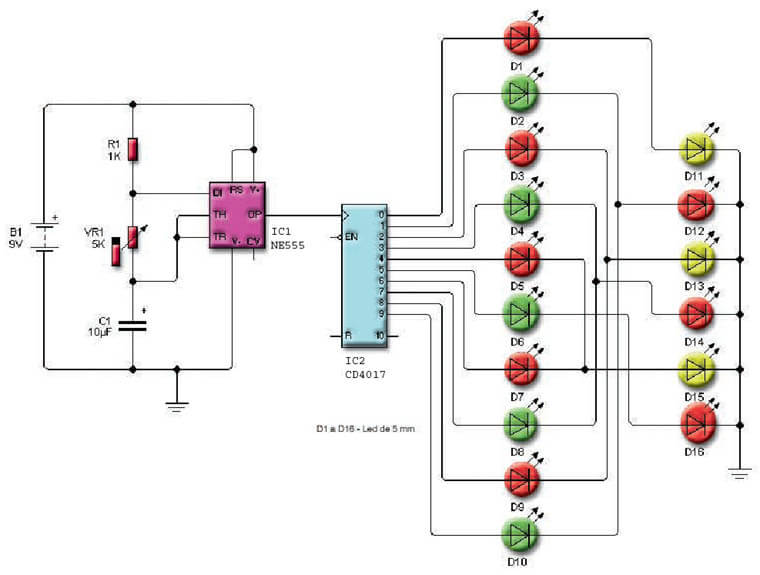 R1
1K
B1
9V
VR1
5K
C1
10µF
+
+
DI
RS
V+
TH
OP
TR
V-
CV
IC1
NE555
EN
R
0
1
2
3
4
5
6
7
8
9
10
IC2
CD4017
D1 a D16 - Led de 5 mm
D1
D2
D3
D4
D5
D6
D7
D8
D9
D10
D11
D12
D13
D14
D15
D16